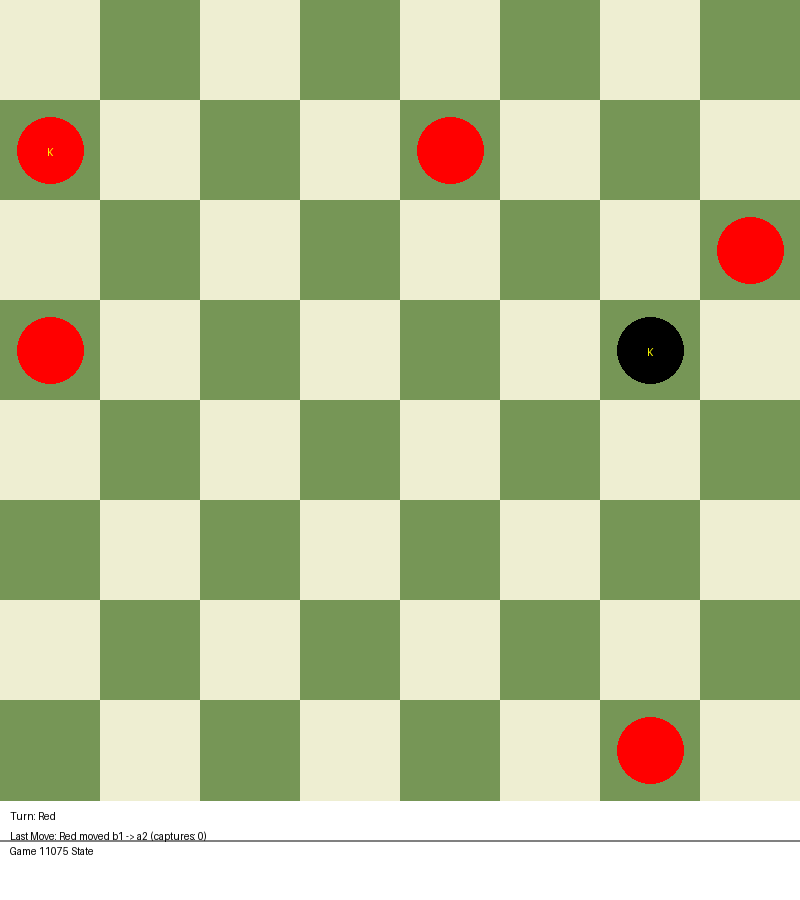 K
K
Turn: Red
Last Move: Red moved b1 -> a2 (captures: 0)
Game 11075 State